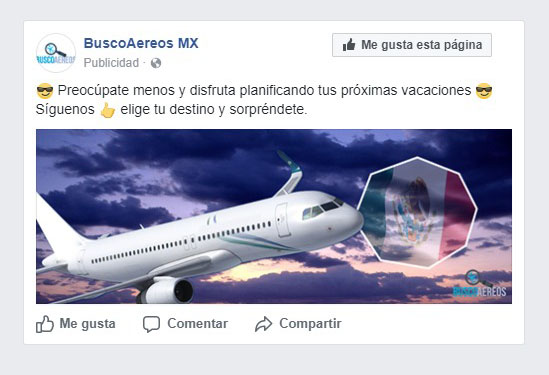 BuscoAereos MX
Me gusta esta página
BUSCOAEREOS
Publicidad ·
😎 Preocúpate menos y disfruta planificando tus próximas vacaciones 😎
Síguenos 👆 elige tu destino y sorpréndete.
BUSCOAEREOS
Me gusta
Comentar
Compartir